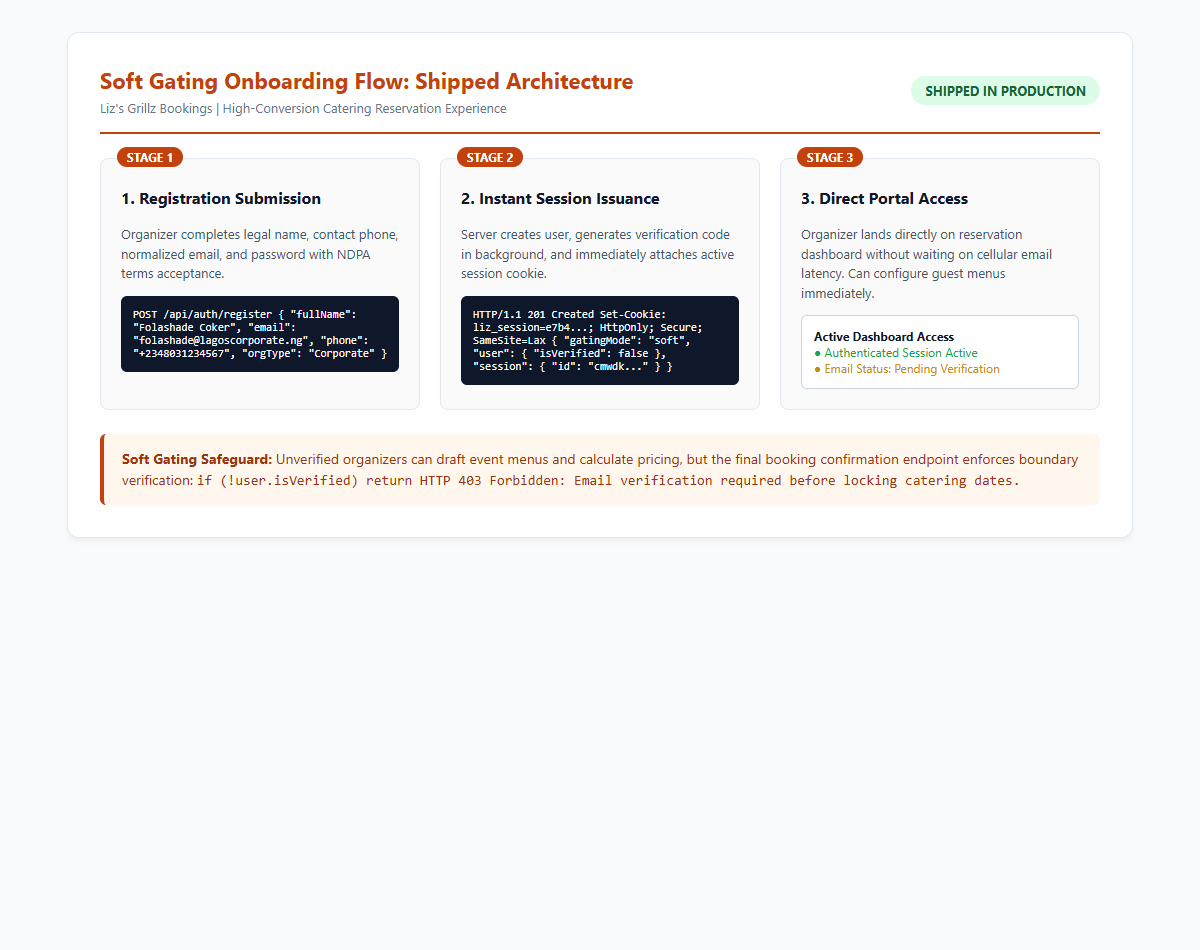 Soft Gating Onboarding Flow: Shipped Architecture
Liz's Grillz Bookings | High-Conversion Catering Reservation Experience
SHIPPED IN PRODUCTION
STAGE 1
1. Registration Submission
Organizer completes legal name, contact phone,
normalized email, and password with NDPA
terms acceptance.
POST /api/auth/register { "fullName":
"Folashade Coker", "email":
"folashade@lagoscorporate.ng", "phone":
"+2348031234567", "orgType": "Corporate" }
STAGE 2
2. Instant Session Issuance
Server creates user, generates verification code
in background, and immediately attaches active
session cookie.
HTTP/1.1 201 Created Set-Cookie:
liz_session=e7b4...; HttpOnly; Secure;
SameSite=Lax { "gatingMode": "soft",
"user": { "isVerified": false },
"session": { "id": "cmwdk..." } }
STAGE 3
3. Direct Portal Access
Organizer lands directly on reservation
dashboard without waiting on cellular email
latency. Can configure guest menus
immediately.
Active Dashboard Access
● Authenticated Session Active
● Email Status: Pending Verification
Soft Gating Safeguard: Unverified organizers can draft event menus and calculate pricing, but the final booking confirmation endpoint enforces boundary
verification: if (!user.isVerified) return HTTP 403 Forbidden: Email verification required before locking catering dates.